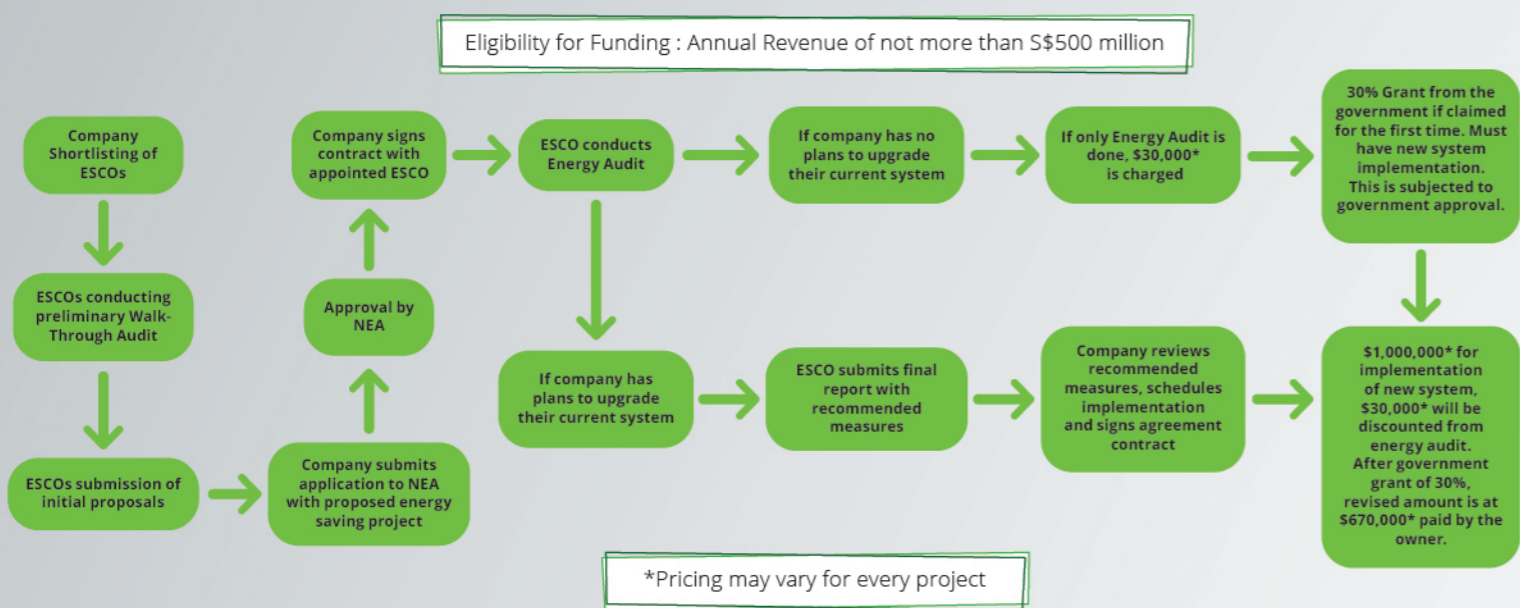 Eligibility for Funding : Annual Revenue of not more than S$500 million
Company
Shortlisting of
ESCOs
ESCOs conducting
preliminary Walk-
Through Audit
ESCOs submission of
initial proposals
Company submits
application to NEA
with proposed energy
saving project
Approval by
NEA
Company signs
contract with
appointed ESCO
ESCO conducts
Energy Audit
If company has no
plans to upgrade
their current system
If only Energy Audit is
done, $30,000*
is charged
30% Grant from the
government if claimed
for the first time. Must
have new system
implementation.
This is subjected to
government approval.
If company has
plans to upgrade
their current system
ESCO submits final
report with
recommended
measures
Company reviews
recommended
measures, schedules
implementation
and signs agreement
contract
$1,000,000* for
implementation
of new system,
$30,000* will be
discounted from
energy audit.
After government
grant of 30%,
revised amount is at
$670,000* paid by the
owner.
*Pricing may vary for every project